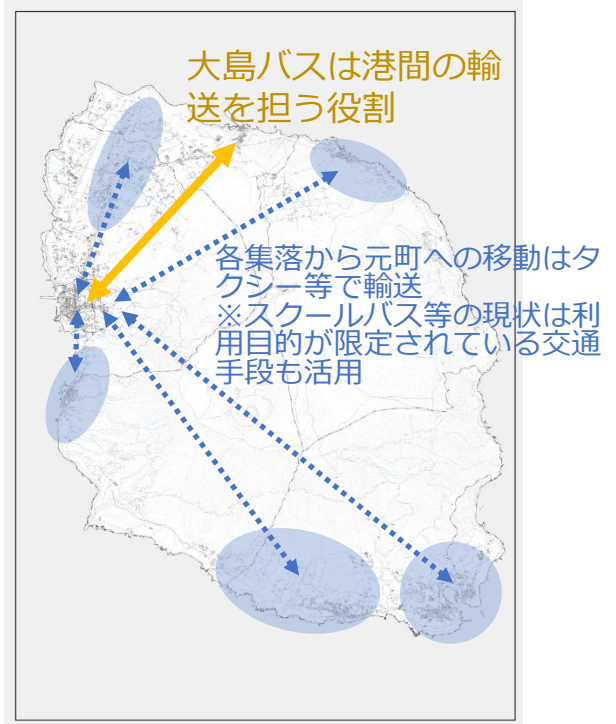 大島バスは港間の輸
送を担う役割
各集落から元町への移動はタ
クシー等で輸送
※スクールバス等の現状は利
用目的が限定されている交通
手段も活用